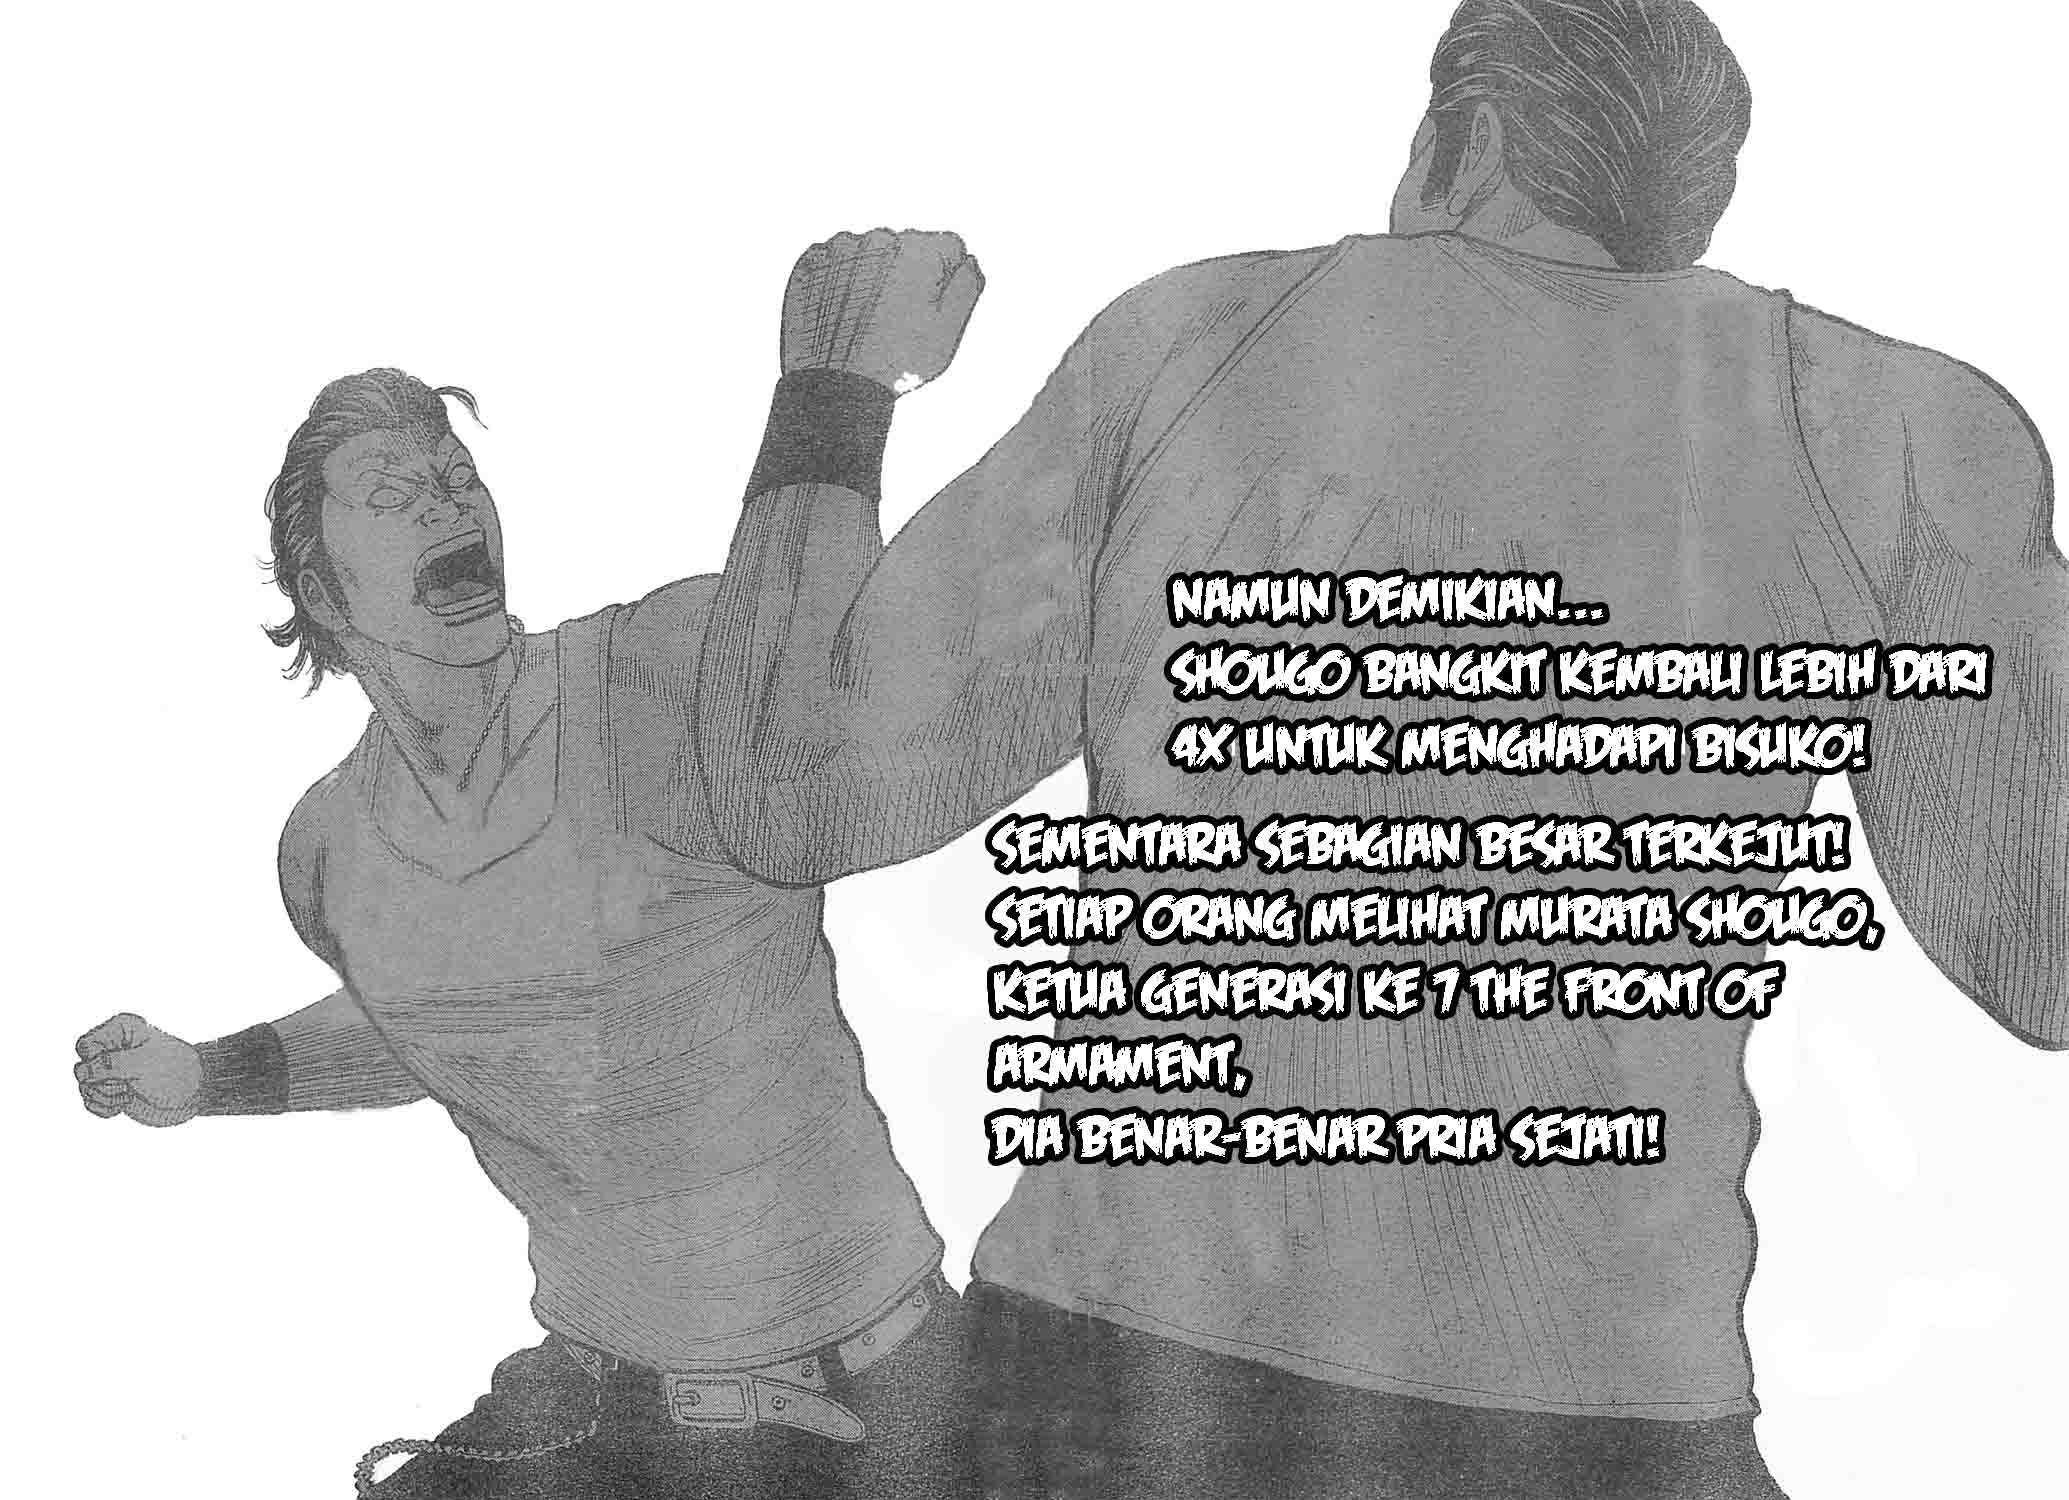 NAMUN DEMIKIAN...
SHOUGO BANGKIT KEMBALI LEBIH DARI
4X UNTUK MENGHADAPI BISUKO!
SEMENTARA SEBAGIAN BESAR TERKEJUT!
SETIAP ORANG MELIHAT MURATA SHOUGO,
KETUA GENERASI KE 7 THE FRONT OF
ARMAMENT,
DIA BENAR-BENAR PRIA SEJATI!